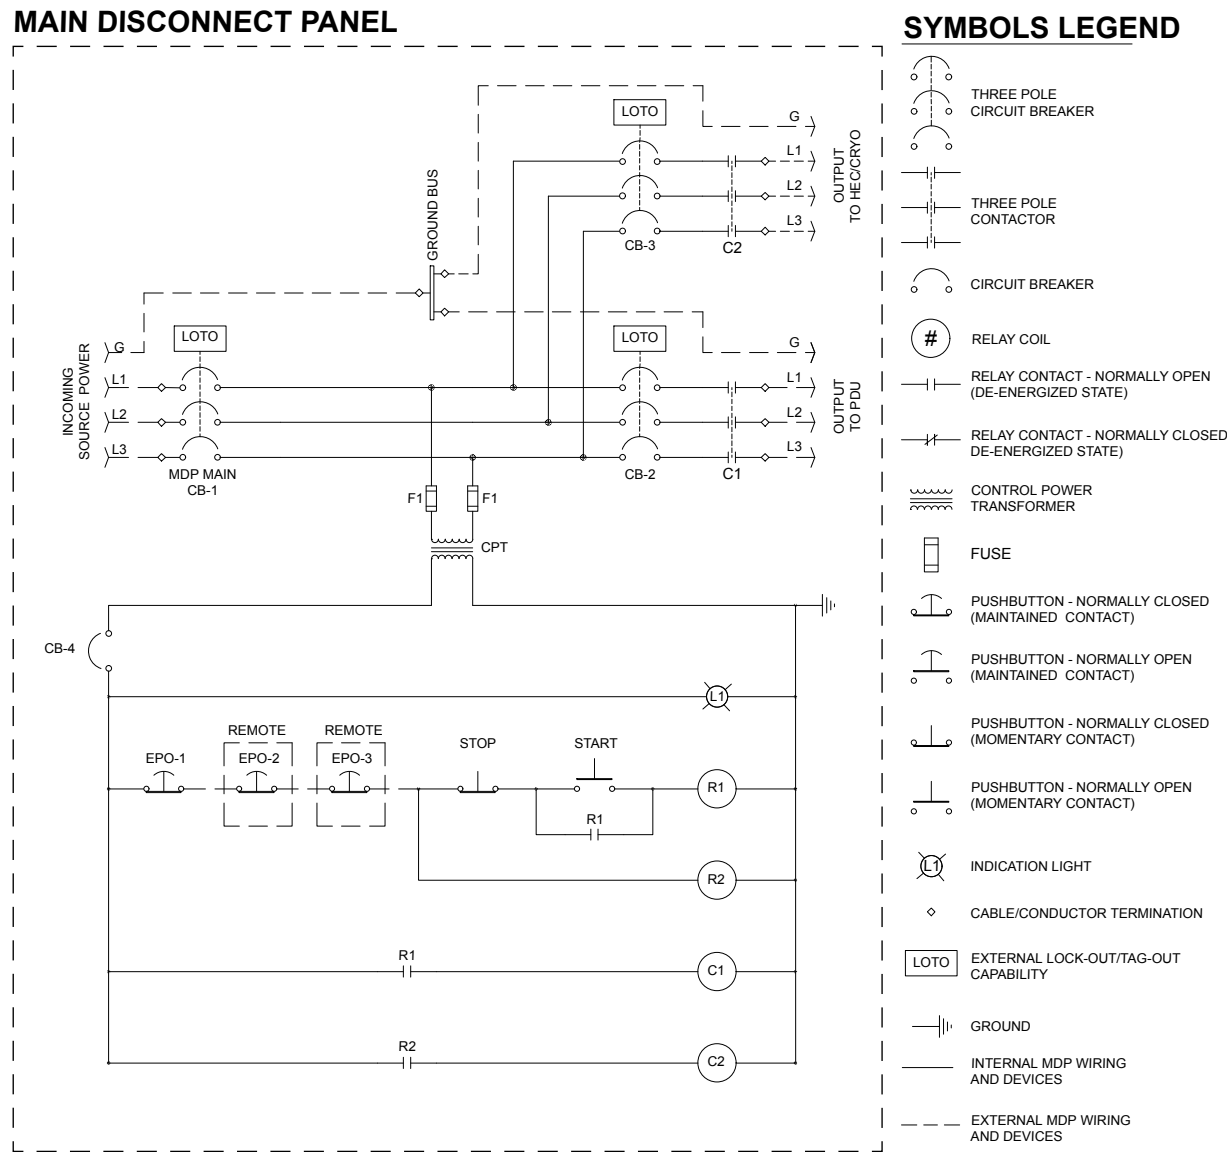 MAIN DISCONNECT PANEL
LOTO
G
L1
L2
L3
CB-3
C2
OUTPUT
TO HEC/CRYO
GROUND BUS
INCOMING
SOURCE POWER
G
L1
L2
L3
LOTO
MDP MAIN
CB-1
LOTO
CB-2
C1
G
L1
L2
L3
OUTPUT
TO PDU
F1
F1
CPT
CB-4
L1
REMOTE
REMOTE
EPO-1
EPO-2
EPO-3
STOP
START
R1
R1
R2
R1
C1
R2
C2
SYMBOLS LEGEND
THREE POLE
CIRCUIT BREAKER
THREE POLE
CONTACTOR
CIRCUIT BREAKER
#
RELAY COIL
RELAY CONTACT - NORMALLY OPEN
(DE-ENERGIZED STATE)
RELAY CONTACT - NORMALLY CLOSED
DE-ENERGIZED STATE)
CONTROL POWER
TRANSFORMER
FUSE
PUSHBUTTON - NORMALLY CLOSED
(MAINTAINED CONTACT)
PUSHBUTTON - NORMALLY OPEN
(MAINTAINED CONTACT)
PUSHBUTTON - NORMALLY CLOSED
(MOMENTARY CONTACT)
PUSHBUTTON - NORMALLY OPEN
(MOMENTARY CONTACT)
L1
INDICATION LIGHT
CABLE/CONDUCTOR TERMINATION
LOTO
EXTERNAL LOCK-OUT/TAG-OUT
CAPABILITY
GROUND
INTERNAL MDP WIRING
AND DEVICES
EXTERNAL MDP WIRING
AND DEVICES